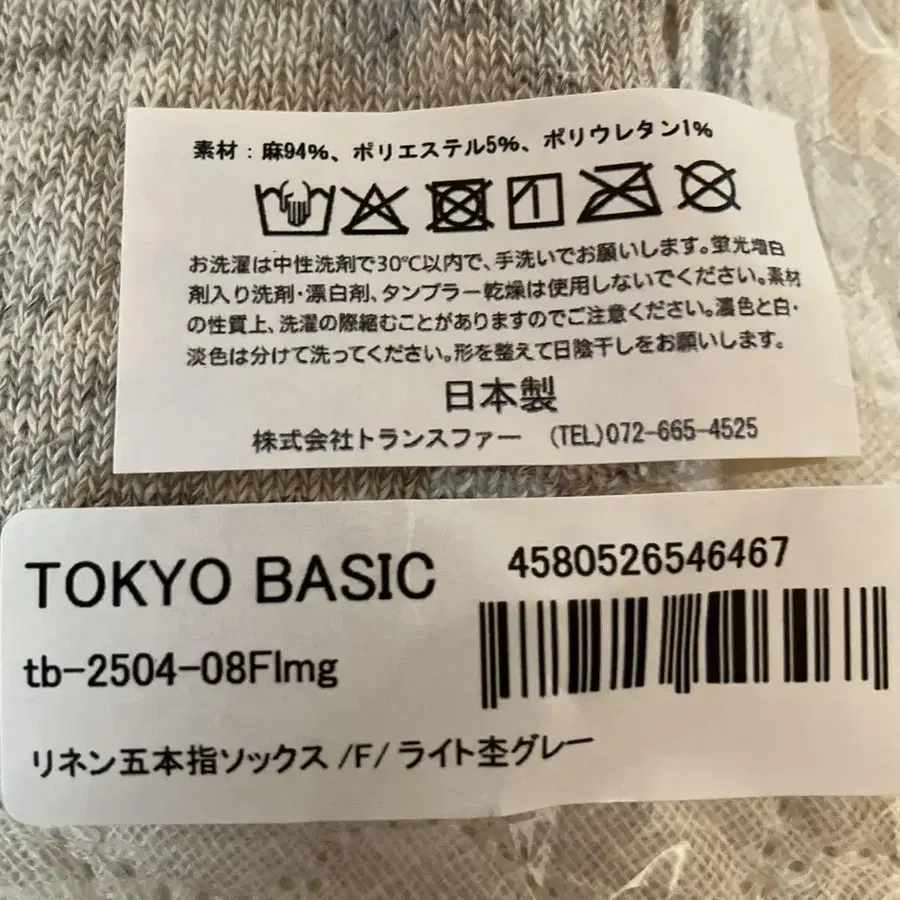 素材：麻94%、ポリエステル5%、ポリウレタン1%
お洗濯は中性洗剤で30℃以内で、手洗いでお願いします。蛍光増白
剤入り洗剤・漂白剤、タンブラー乾燥は使用しないでください。素材
の性質上、洗濯の際縮むことがありますのでご注意ください。濃色と白・
淡色は分けて洗ってください。形を整えて日陰干しをお願いします。
日本製
株式会社トランスファー (TEL)072-665-4525
TOKYO BASIC
4580526546467
tb-2504-08Flmg
リネン五本指ソックス /F/ ライト杢グレー